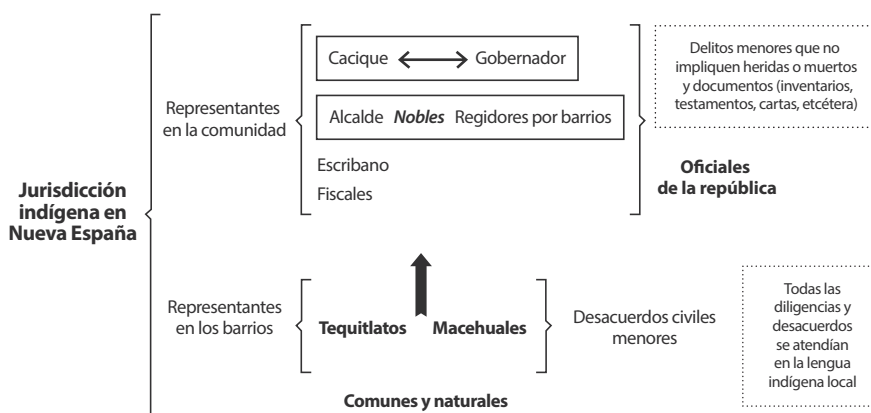 Jurisdicción
indígena en
Nueva España
Representantes
en la comunidad
Cacique Gobernador
Alcalde Nobles Regidores por barrios
Escribano
Fiscales
Oficiales
de la república
Delitos menores que no
impliquen heridas o muertos
y documentos (inventarios,
testamentos, cartas, etcétera)
Representantes
en los barrios
Tequitlatos Macehuales
Desacuerdos civiles
menores
Todas las
diligencias y
desacuerdos
se atendían
en la lengua
indígena local
Comunes y naturales